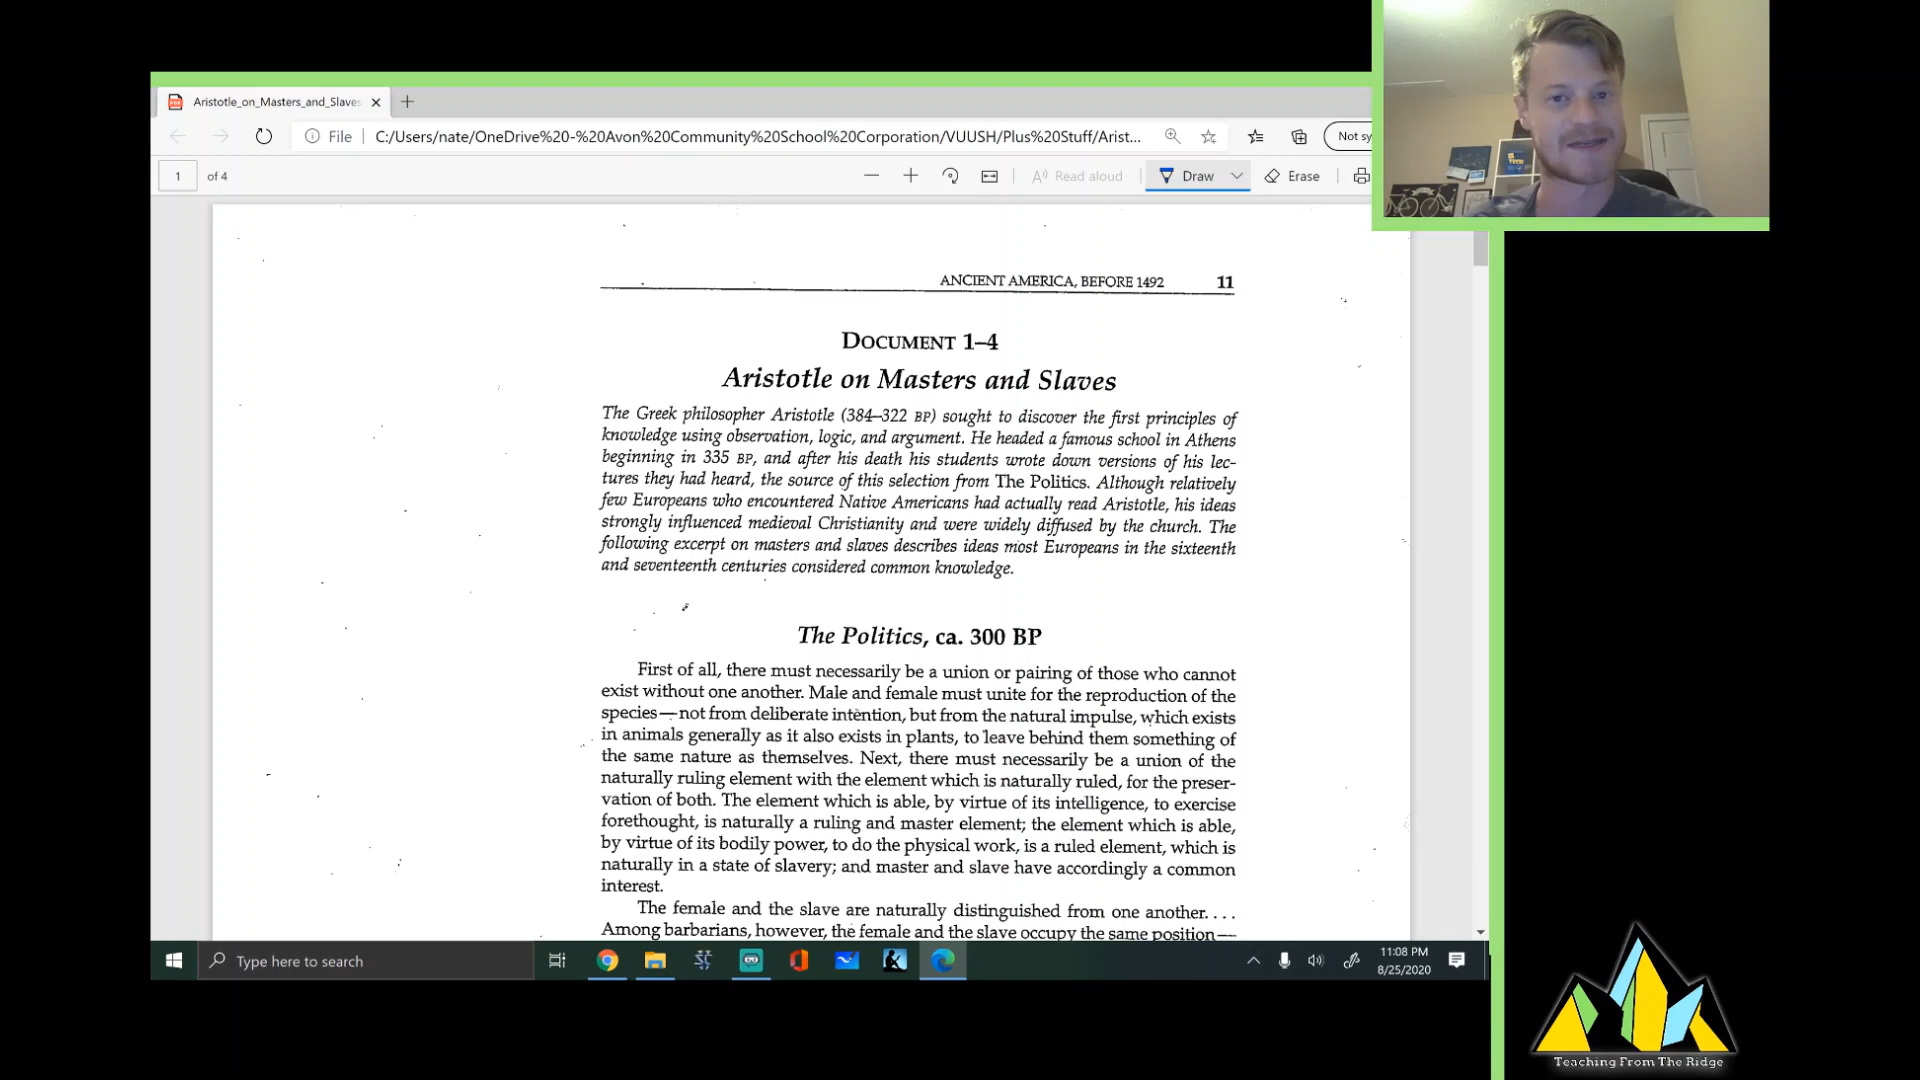 Aristotle_on_Masters_and_Slaves
File C:/Users/nate/OneDrive%20-%20Avon%20Community%20School%20Corporation/VUUSH/Plus%20Stuff/Arist...
Not sy
1 of 4
Read aloud
Draw
Erase
ANCIENT AMERICA, BEFORE 1492 11
DOCUMENT 1–4
Aristotle on Masters and Slaves
The Greek philosopher Aristotle (384–322 BP) sought to discover the first principles of
knowledge using observation, logic, and argument. He headed a famous school in Athens
beginning in 335 BP, and after his death his students wrote down versions of his lec-
tures they had heard, the source of this selection from The Politics. Although relatively
few Europeans who encountered Native Americans had actually read Aristotle, his ideas
strongly influenced medieval Christianity and were widely diffused by the church. The
following excerpt on masters and slaves describes ideas most Europeans in the sixteenth
and seventeenth centuries considered common knowledge.
The Politics, ca. 300 BP
First of all, there must necessarily be a union or pairing of those who cannot
exist without one another. Male and female must unite for the reproduction of the
species—not from deliberate intention, but from the natural impulse, which exists
in animals generally as it also exists in plants, to leave behind them something of
the same nature as themselves. Next, there must necessarily be a union of the
naturally ruling element with the element which is naturally ruled, for the preser-
vation of both. The element which is able, by virtue of its intelligence, to exercise
forethought, is naturally a ruling and master element; the element which is able,
by virtue of its bodily power, to do the physical work, is a ruled element, which is
naturally in a state of slavery; and master and slave have accordingly a common
interest.
The female and the slave are naturally distinguished from one another....
Among barbarians, however, the female and the slave occupy the same position—
Type here to search
11:08 PM
8/25/2020
Teaching From The Ridge